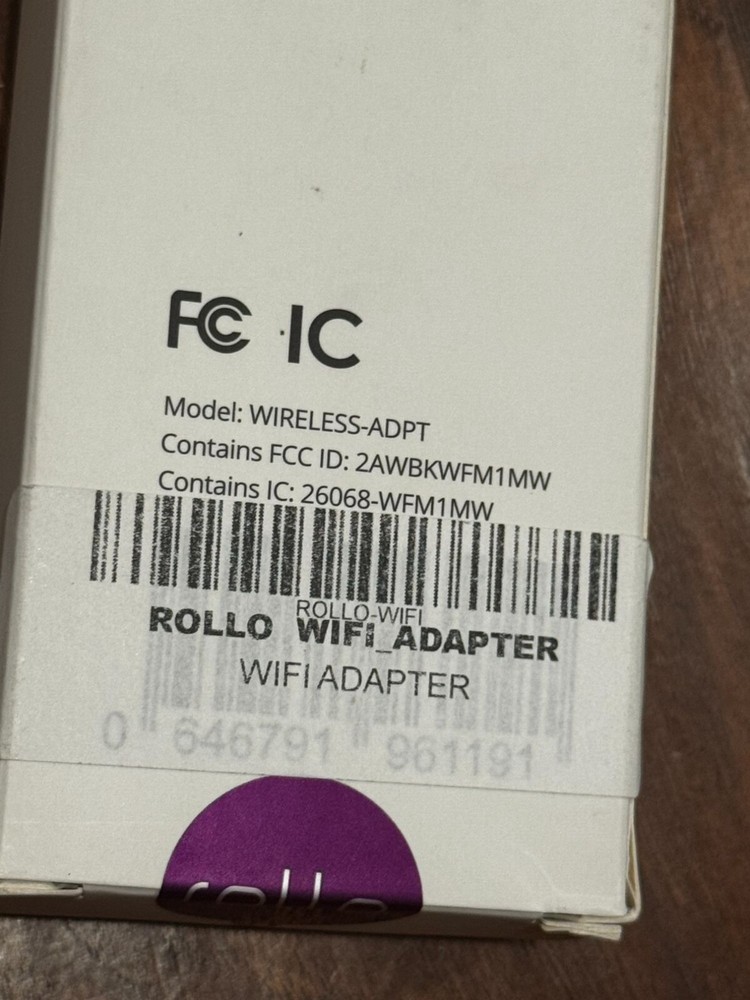 FC IC
Model: WIRELESS-ADPT
Contains FCC ID: 2AWBKWFM1MW
Contains IC: 26068-WFM1MW
ROLLO-WIFI
ROLLO WIFI_ADAPTER
WIFI ADAPTER
0 646791 961191
rollo